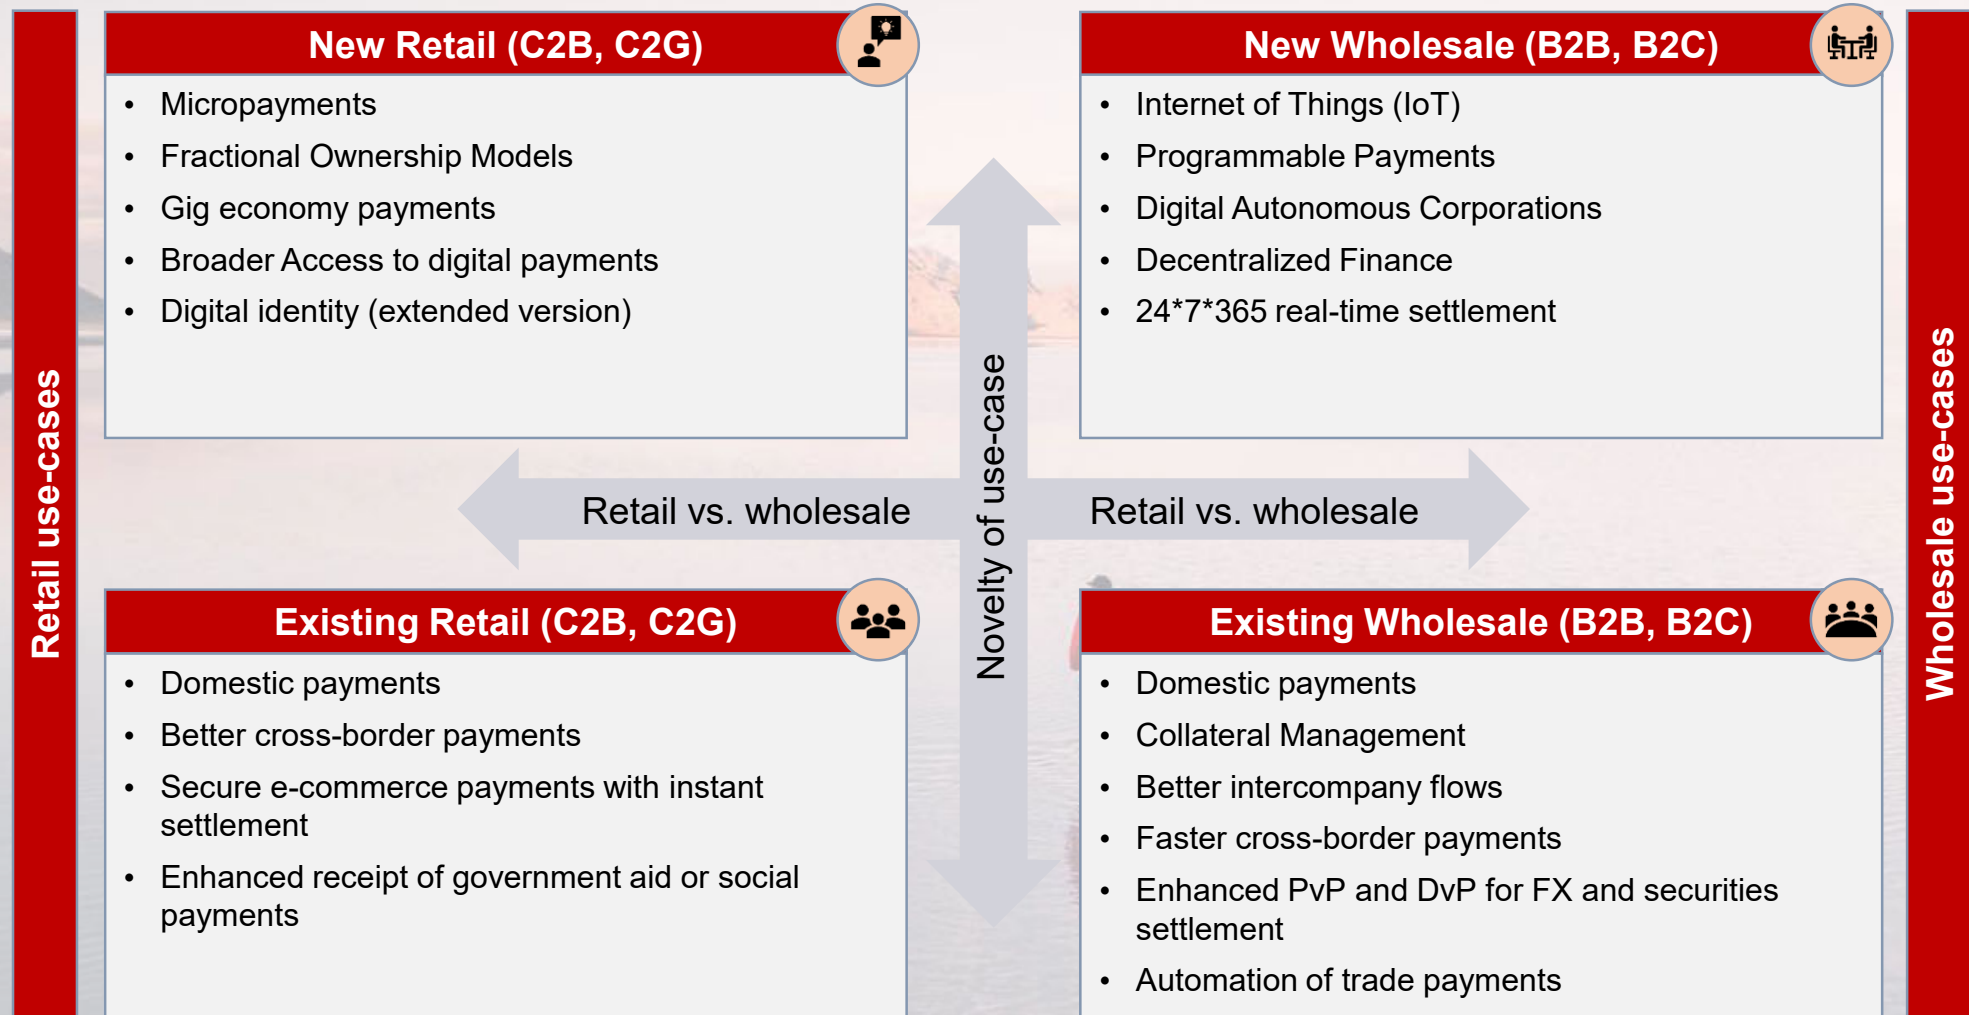 New Retail (C2B, C2G)
• Micropayments
• Fractional Ownership Models
• Gig economy payments
• Broader Access to digital payments
• Digital identity (extended version)
New Wholesale (B2B, B2C)
• Internet of Things (IoT)
• Programmable Payments
• Digital Autonomous Corporations
• Decentralized Finance
• 24*7*365 real-time settlement
Retail use-cases
Retail vs. wholesale
Novelty of use-case
Retail vs. wholesale
Wholesale use-cases
Existing Retail (C2B, C2G)
• Domestic payments
• Better cross-border payments
• Secure e-commerce payments with instant
settlement
• Enhanced receipt of government aid or social
payments
Existing Wholesale (B2B, B2C)
• Domestic payments
• Collateral Management
• Better intercompany flows
• Faster cross-border payments
• Enhanced PvP and DvP for FX and securities
settlement
• Automation of trade payments